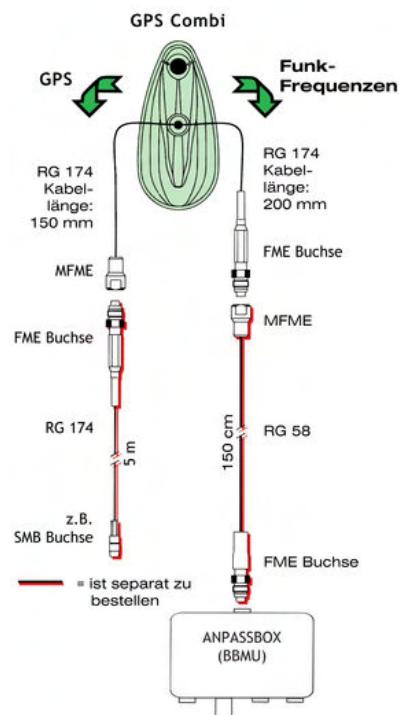 GPS Combi
GPS
Funk-
Frequenzen
RG 174
Kabel-
länge:
150 mm
RG 174
Kabel-
länge:
200 mm
MFME
FME Buchse
FME Buchse
MFME
RG 174
5 m
150 cm
RG 58
z.B.
SMB Buchse
FME Buchse
= ist separat zu
bestellen
ANPASSBOX
(BBMU)